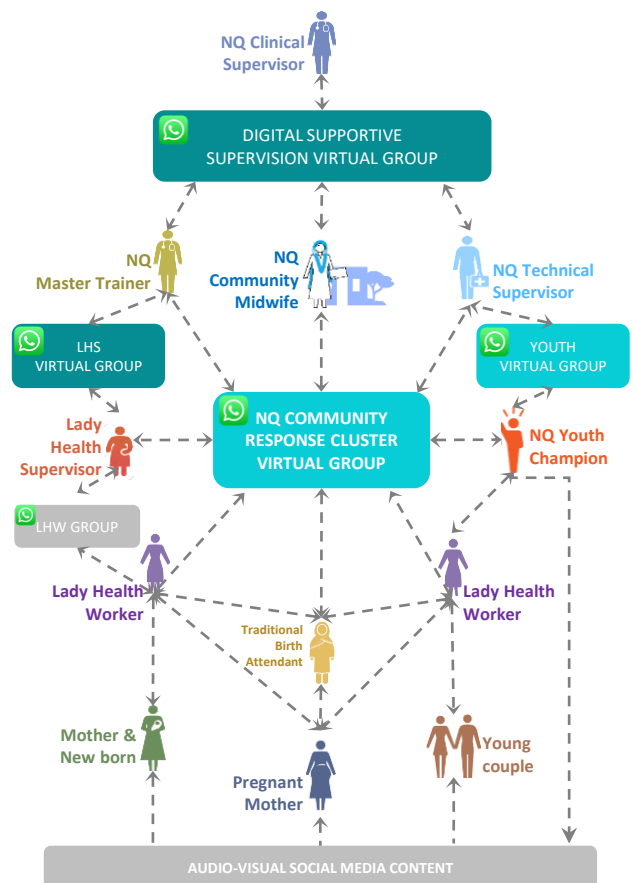 NQ Clinical
Supervisor
DIGITAL SUPPORTIVE
SUPERVISION VIRTUAL GROUP
NQ
Master Trainer
NQ
Community
Midwife
NQ Technical
Supervisor
LHS
VIRTUAL GROUP
YOUTH
VIRTUAL GROUP
Lady
Health
Supervisor
NQ COMMUNITY
RESPONSE CLUSTER
VIRTUAL GROUP
NQ Youth
Champion
LHW GROUP
Lady Health
Worker
Lady Health
Worker
Traditional
Birth
Attendant
Mother &
New born
Pregnant
Mother
Young
couple
AUDIO-VISUAL SOCIAL MEDIA CONTENT